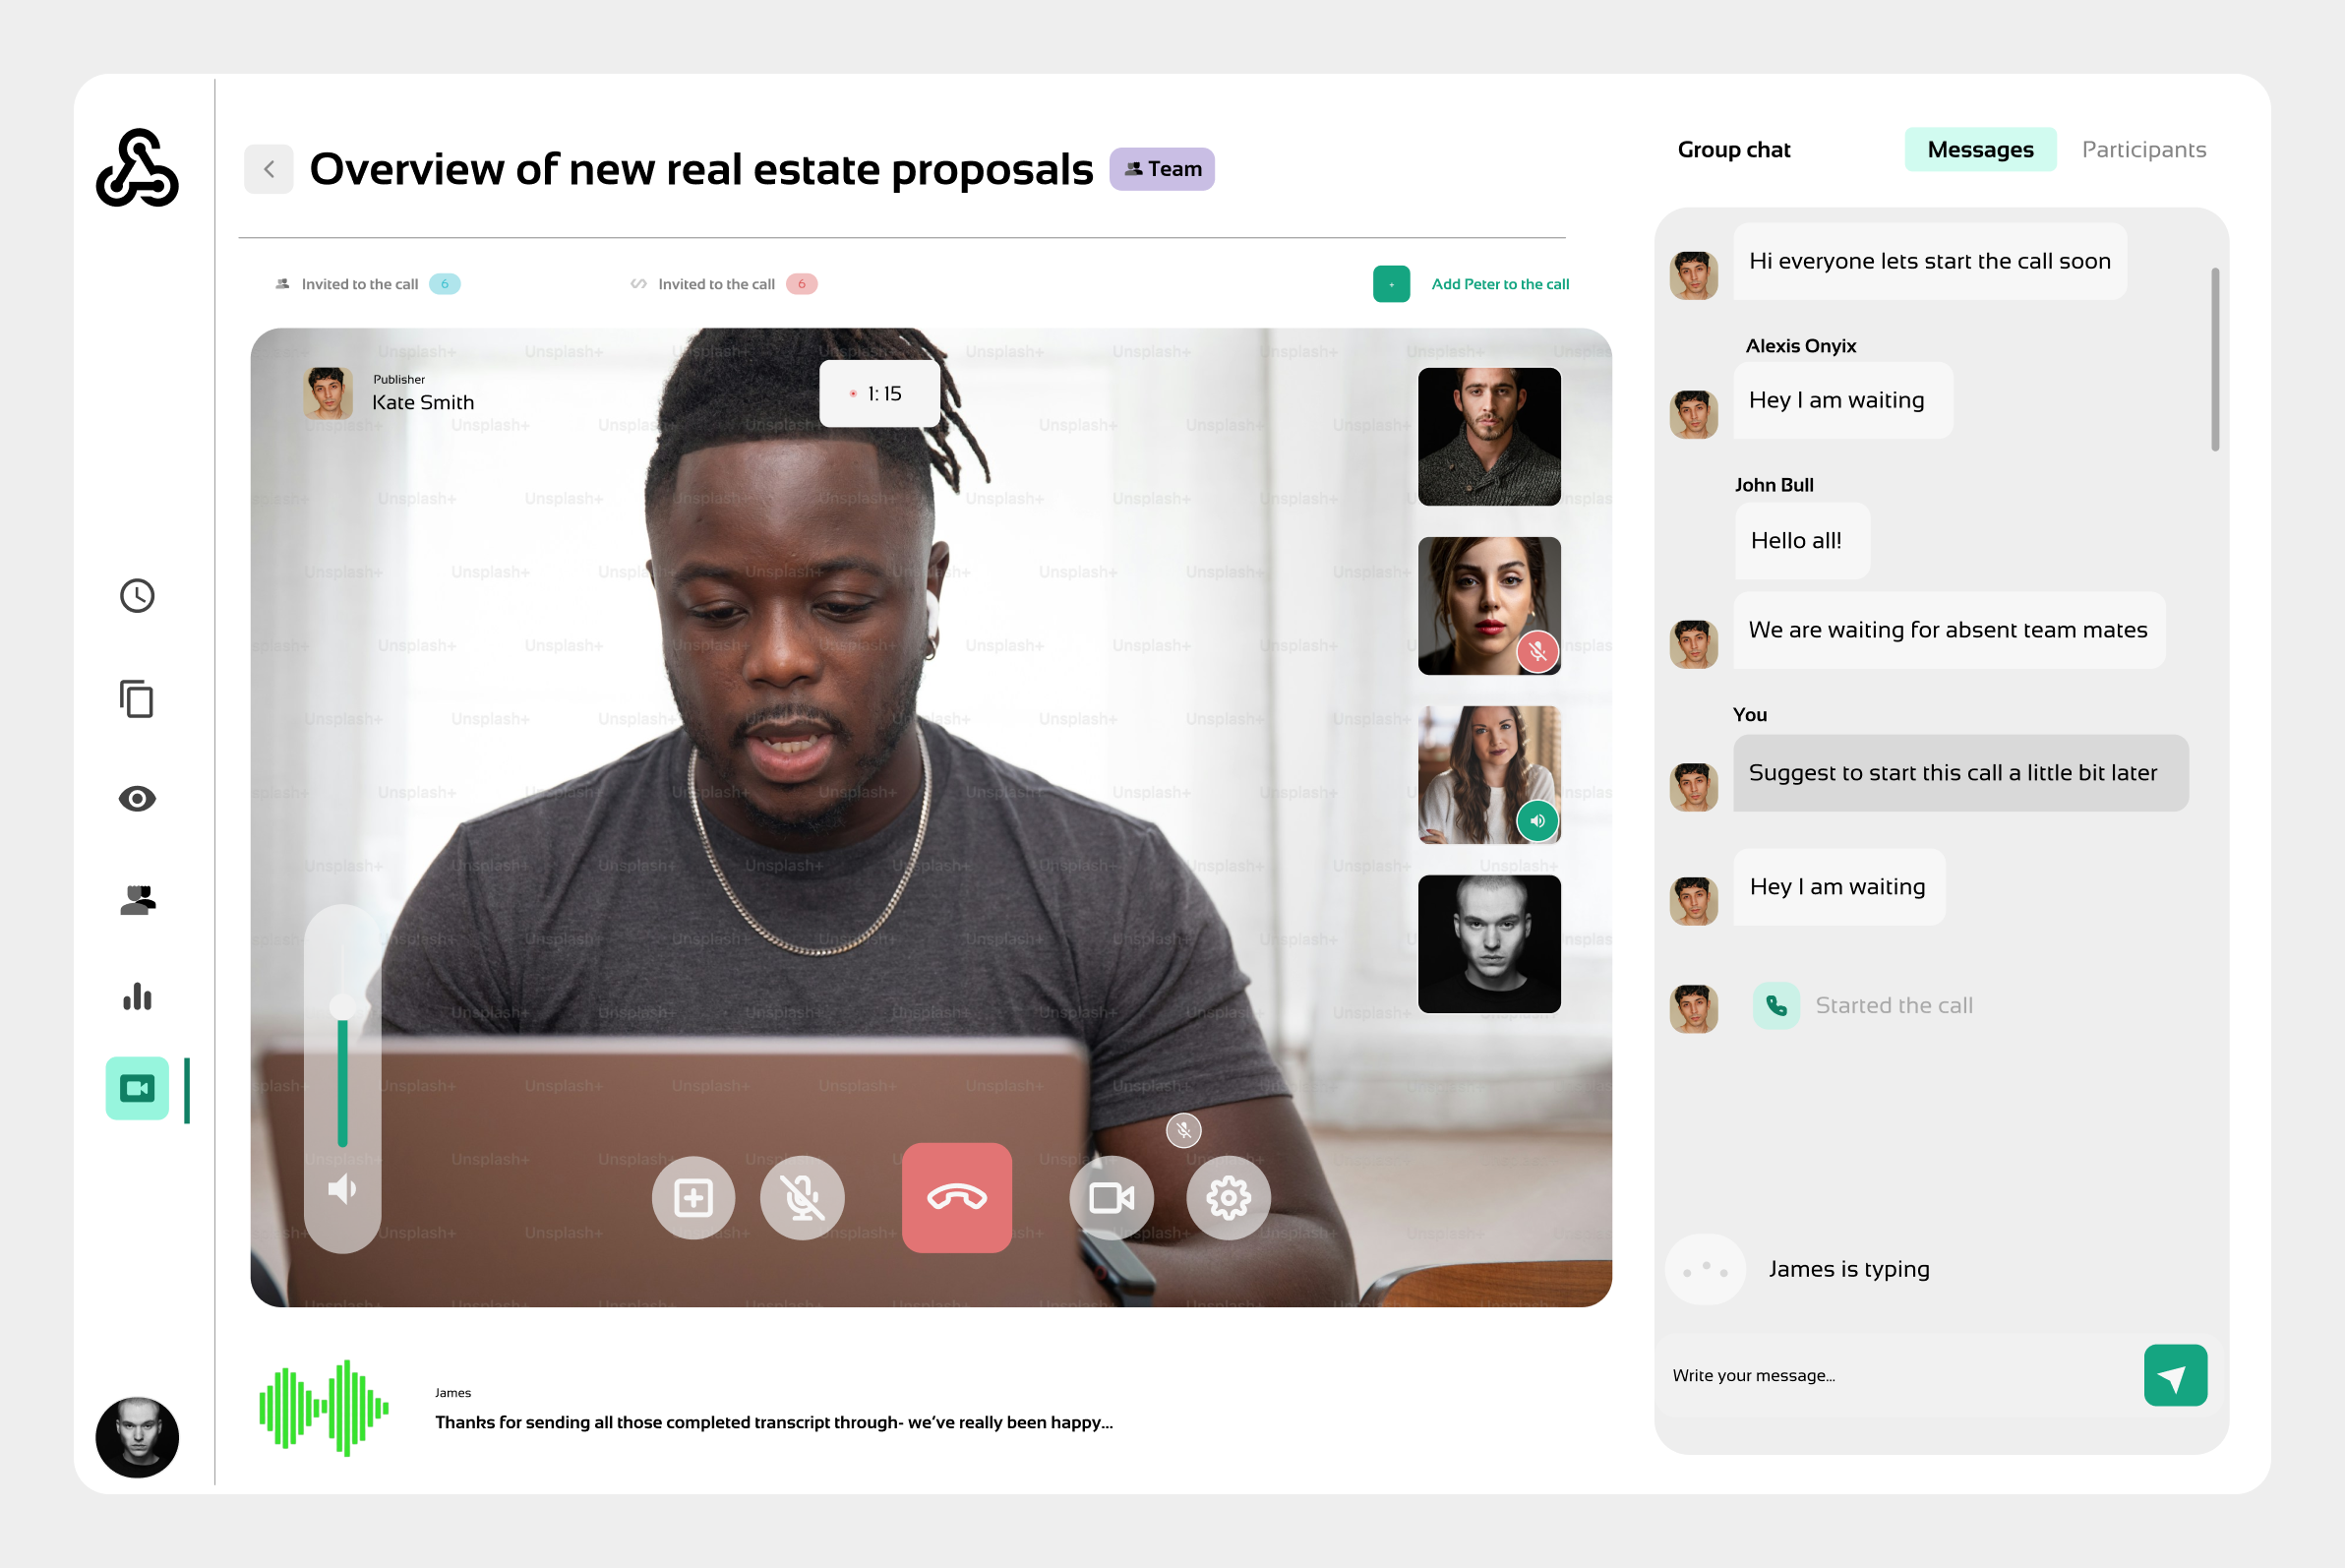 Overview of new real estate proposals
Team
Invited to the call 6
Invited to the call 6
+ Add Peter to the call
Publisher
Kate Smith
1: 15
Unsplash+
James
Thanks for sending all those completed transcript through- we’ve really been happy...
Group chat
Messages
Participants
Hi everyone lets start the call soon
Alexis Onyix
Hey I am waiting
John Bull
Hello all!
We are waiting for absent team mates
You
Suggest to start this call a little bit later
Hey I am waiting
Started the call
James is typing
Write your message...